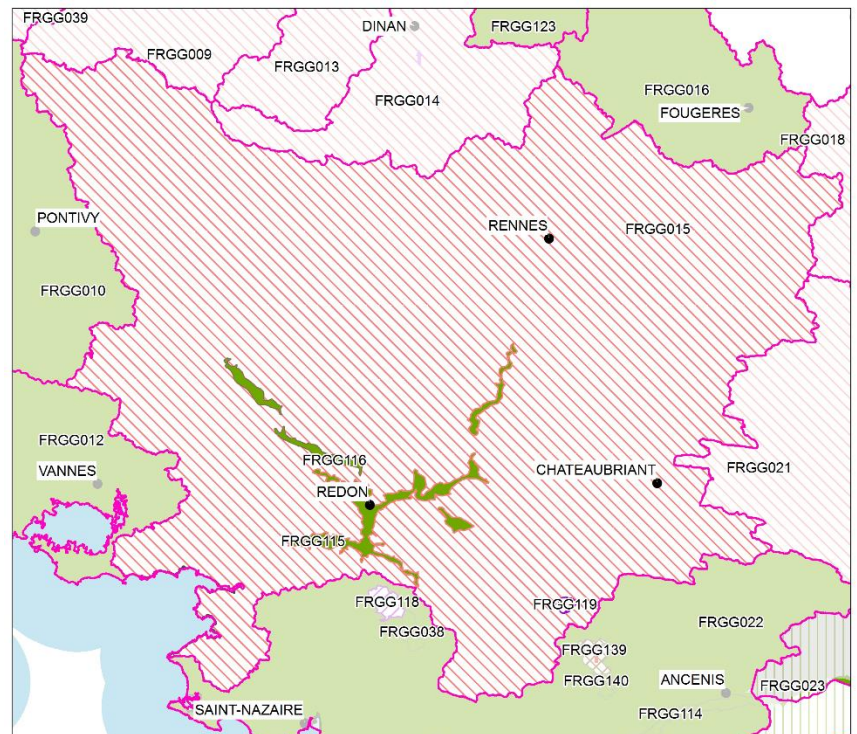 FRGG039
DINAN
FRGG123
FRGG009
FRGG013
FRGG014
FRGG016
FOUGERES
FRGG018
PONTIVY
RENNES
FRGG015
FRGG010
FRGG012
VANNES
FRGG116
REDON
CHATEAUBRIANT
FRGG021
FRGG115
FRGG118
FRGG119
FRGG038
FRGG022
FRGG139
FRGG140
ANCENIS
FRGG023
SAINT-NAZAIRE
FRGG114